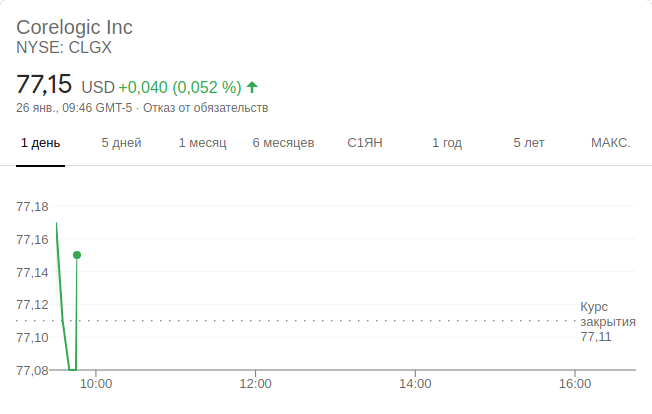 Corelogic Inc
NYSE: CLGX
77,15 USD +0,040 (0,052 %)
26 янв., 09:46 GMT-5 · Отказ от обязательств
1 день 5 дней 1 месяц 6 месяцев С1ЯН 1 год 5 лет МАКС.
77,18
77,16
77,14
77,12
Курс
закрытия
77,11
77,10
77,08
10:00 12:00 14:00 16:00